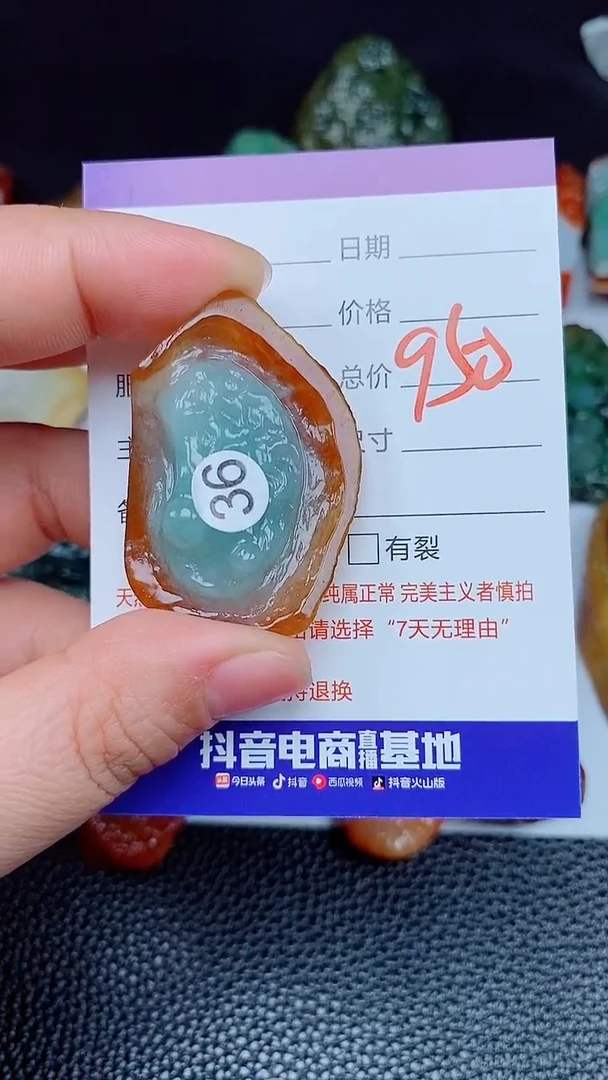 日期
价格
总价 950
尺寸
36
有裂
纯属正常 完美主义者慎拍
请选择“7天无理由”
退换
抖音电商直播基地
今日头条 抖音 西瓜视频 抖音火山版